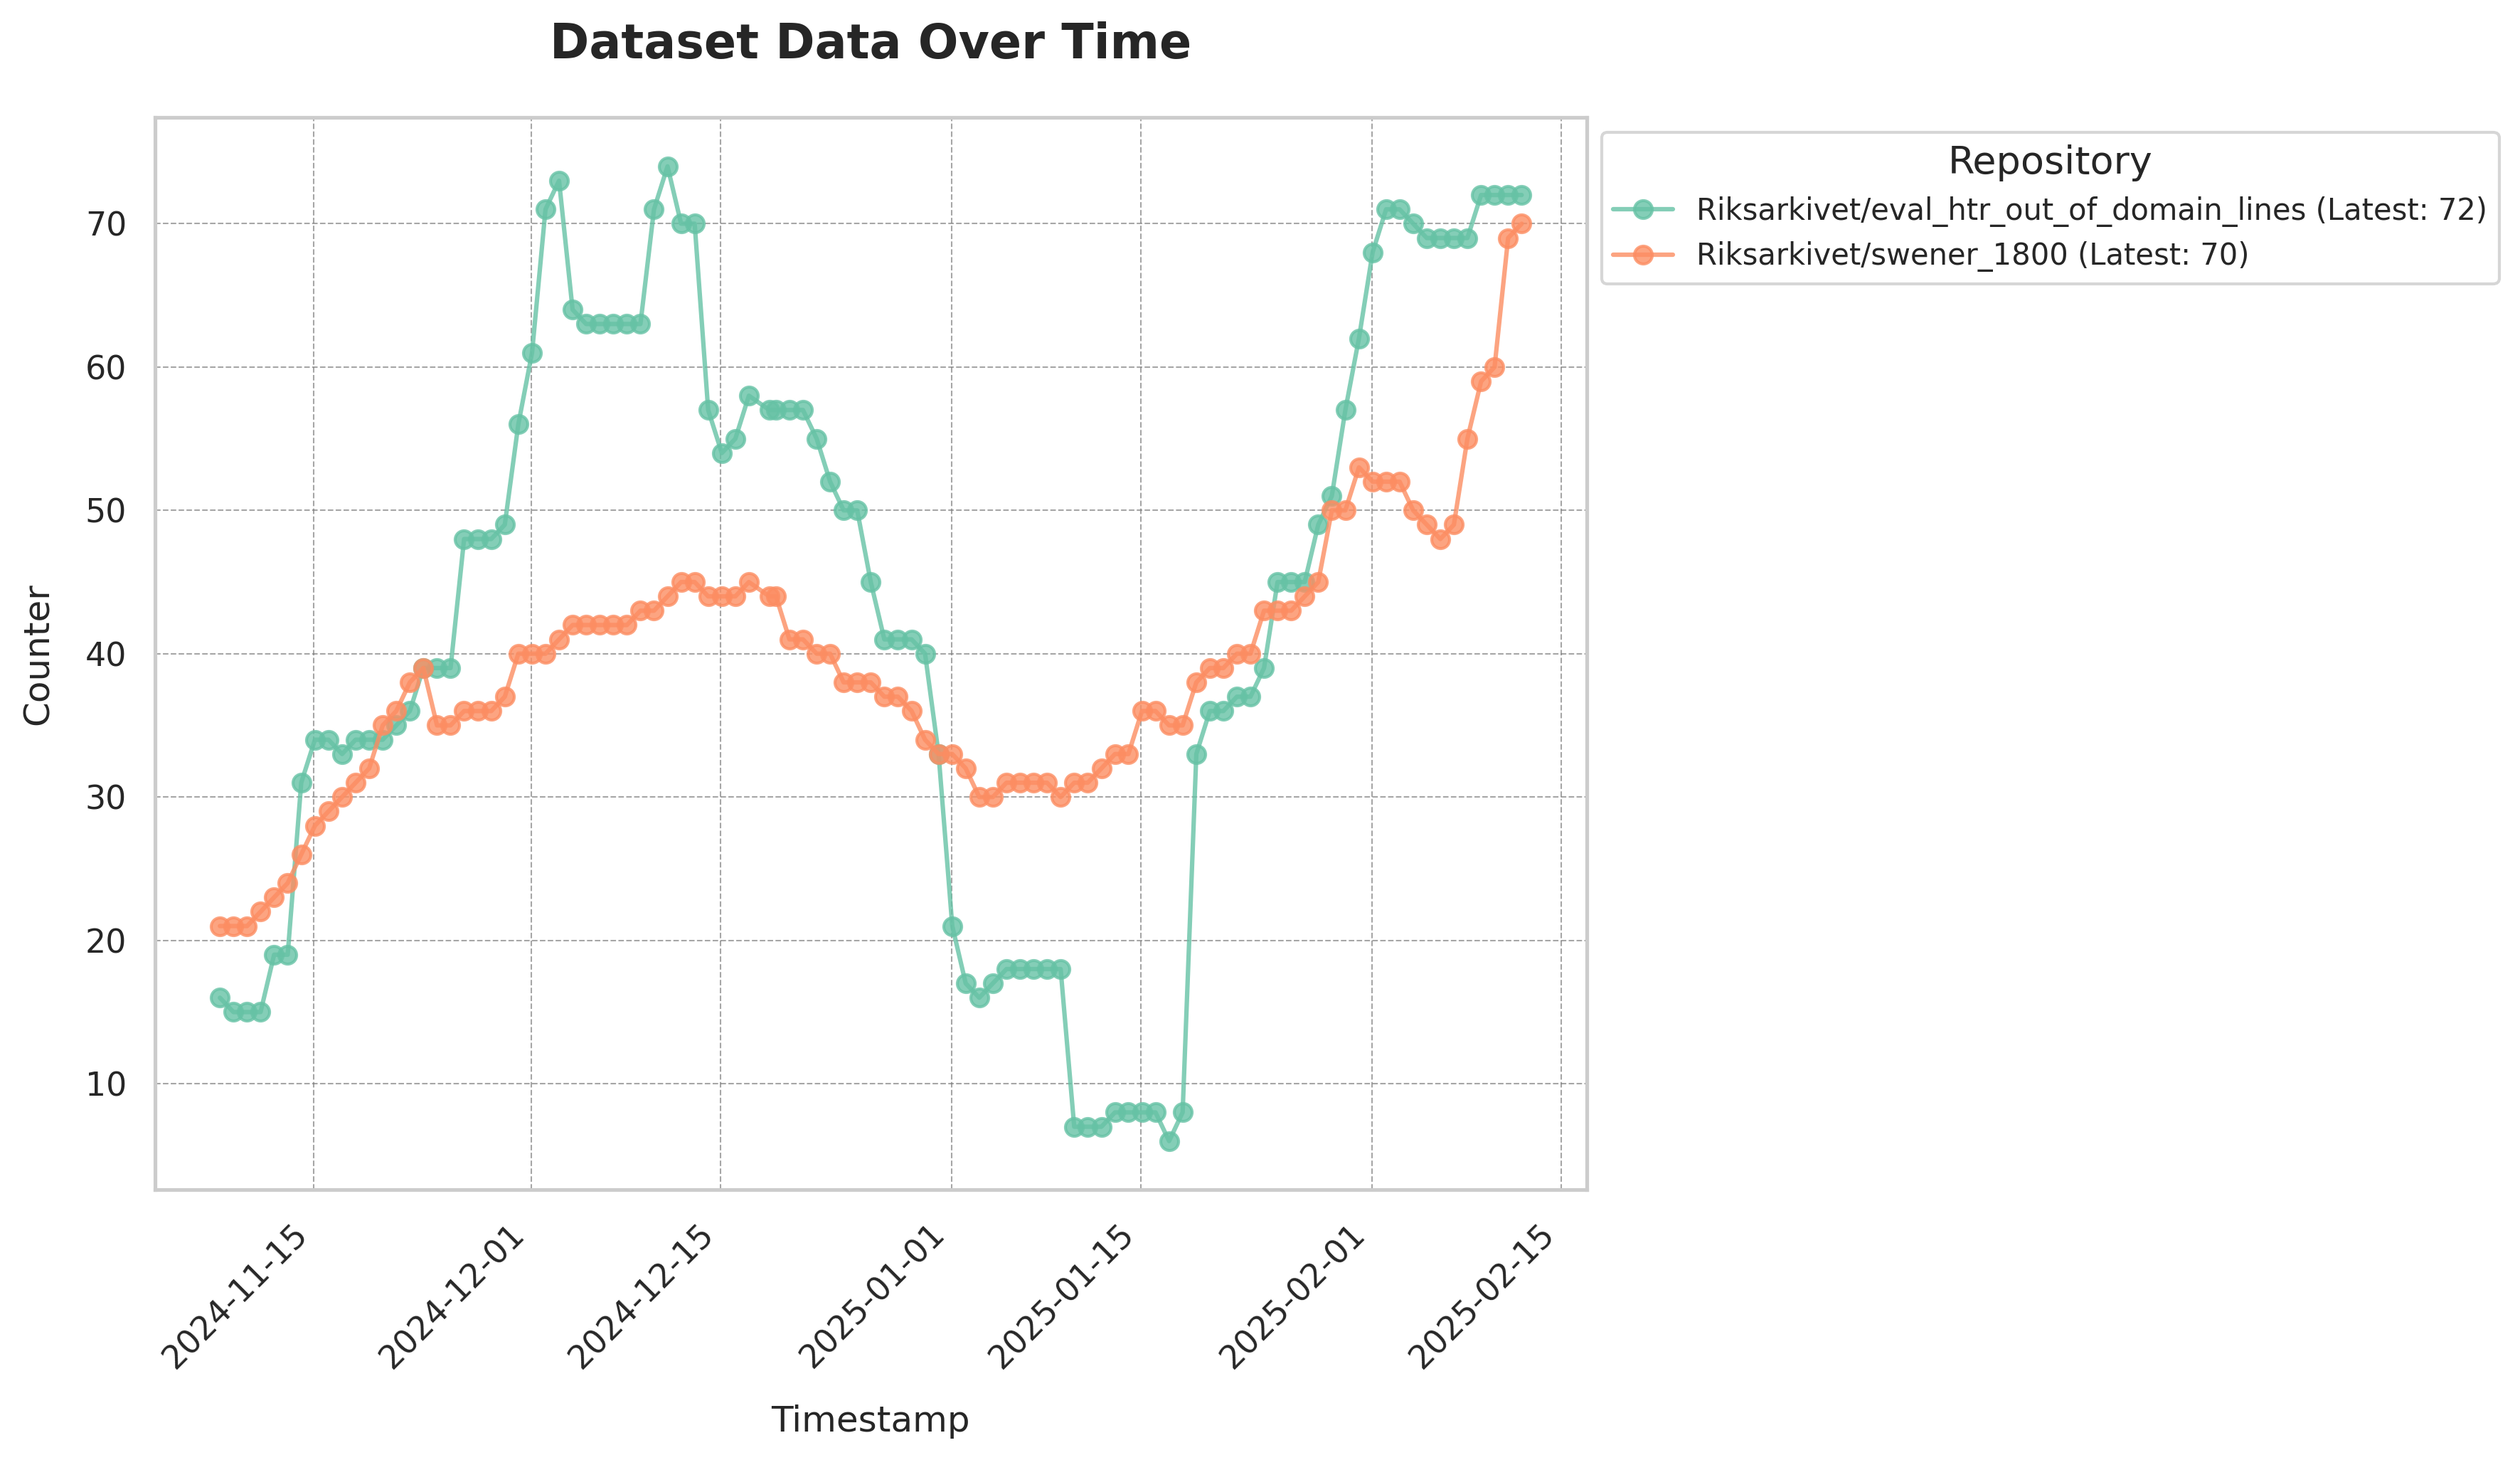 Dataset Data Over Time
Repository
Riksarkivet/eval_htr_out_of_domain_lines (Latest: 72)
Riksarkivet/swener_1800 (Latest: 70)
Counter
70
60
50
40
30
20
10
2024-11-15
2024-12-01
2024-12-15
2025-01-01
2025-01-15
2025-02-01
2025-02-15
Timestamp